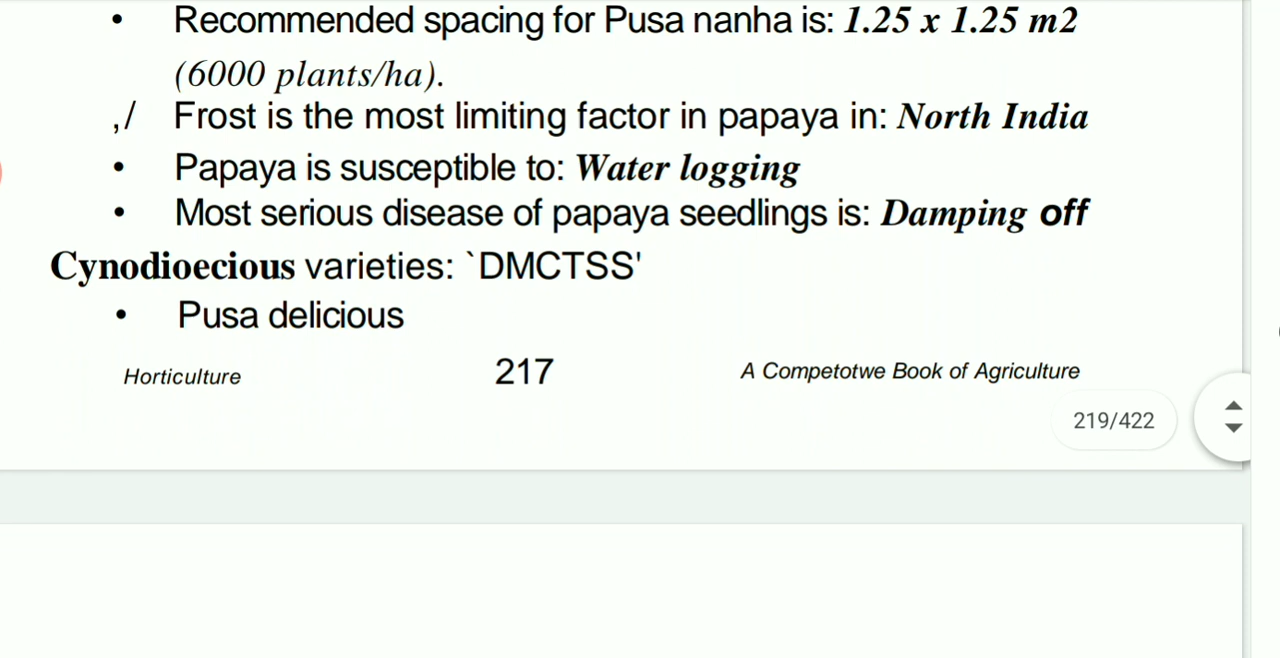 • Recommended spacing for Pusa nanha is: 1.25 x 1.25 m2
(6000 plants/ha).
,/ Frost is the most limiting factor in papaya in: North India
• Papaya is susceptible to: Water logging
• Most serious disease of papaya seedlings is: Damping off
Cynodioecious varieties: `DMCTSS'
• Pusa delicious
Horticulture 217 A Competotwe Book of Agriculture
219/422